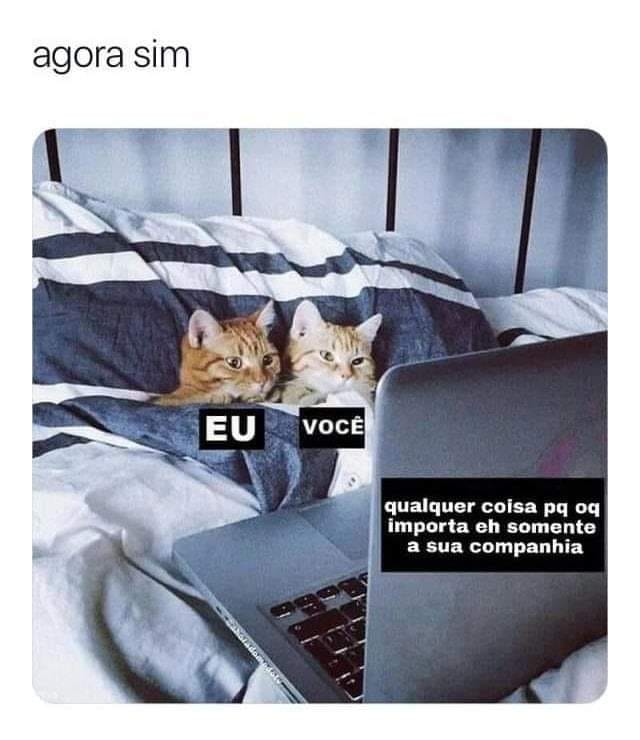 agora sim
EU
VOCÊ
qualquer coisa pq oq
importa eh somente
a sua companhia